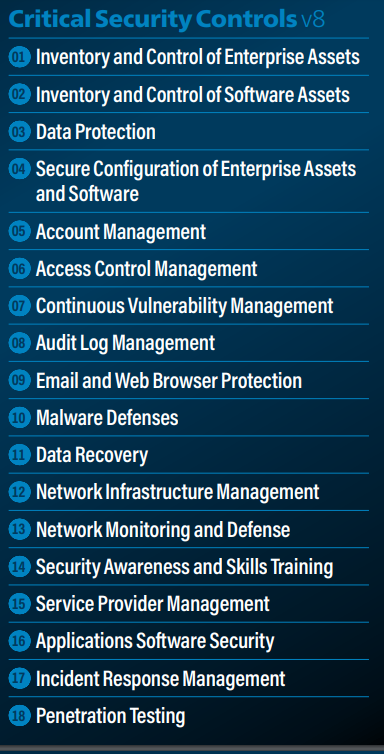 Critical Security Controls v8
01 Inventory and Control of Enterprise Assets
02 Inventory and Control of Software Assets
03 Data Protection
04 Secure Configuration of Enterprise Assets
and Software
05 Account Management
06 Access Control Management
07 Continuous Vulnerability Management
08 Audit Log Management
09 Email and Web Browser Protection
10 Malware Defenses
11 Data Recovery
12 Network Infrastructure Management
13 Network Monitoring and Defense
14 Security Awareness and Skills Training
15 Service Provider Management
16 Applications Software Security
17 Incident Response Management
18 Penetration Testing